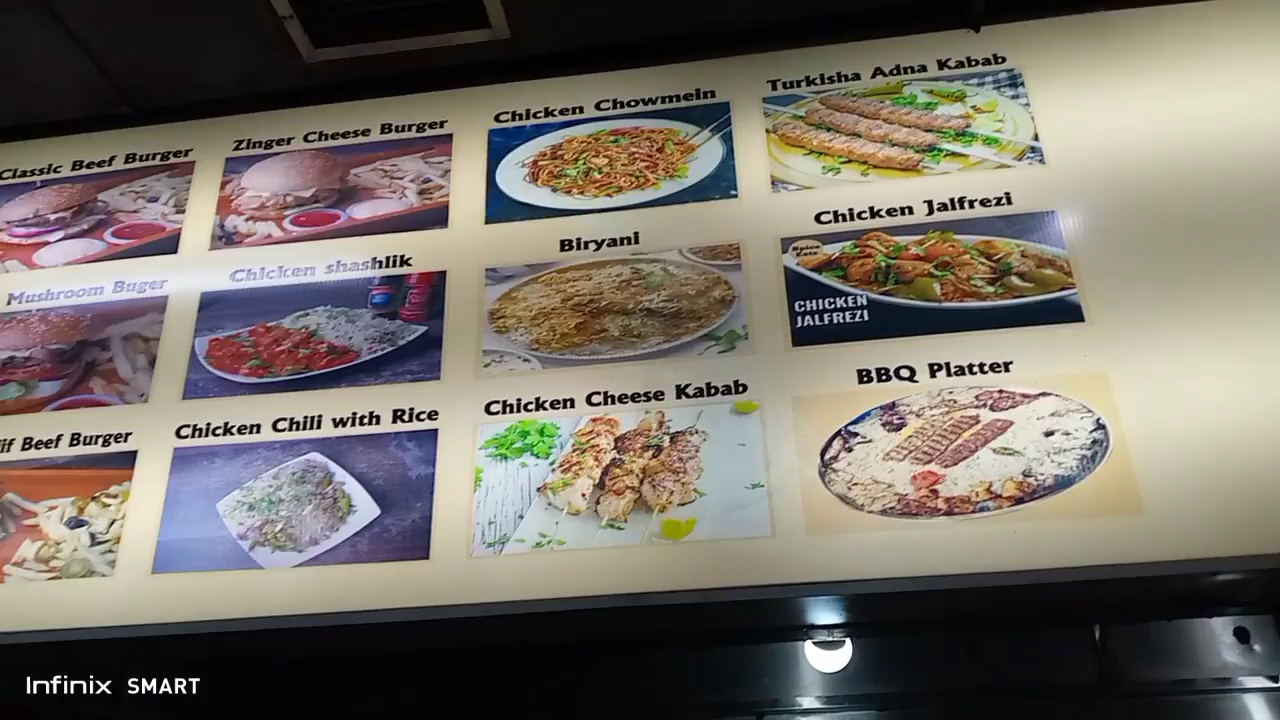 Classic Beef Burger
Zinger Cheese Burger
Chicken Chowmein
Turkisha Adna Kabab
Mushroom Buger
Chicken shashlik
Biryani
Chicken Jalfrezi
CHICKEN
JALFREZI
Beef Burger
Chicken Chili with Rice
Chicken Cheese Kabab
BBQ Platter
Infinix SMART